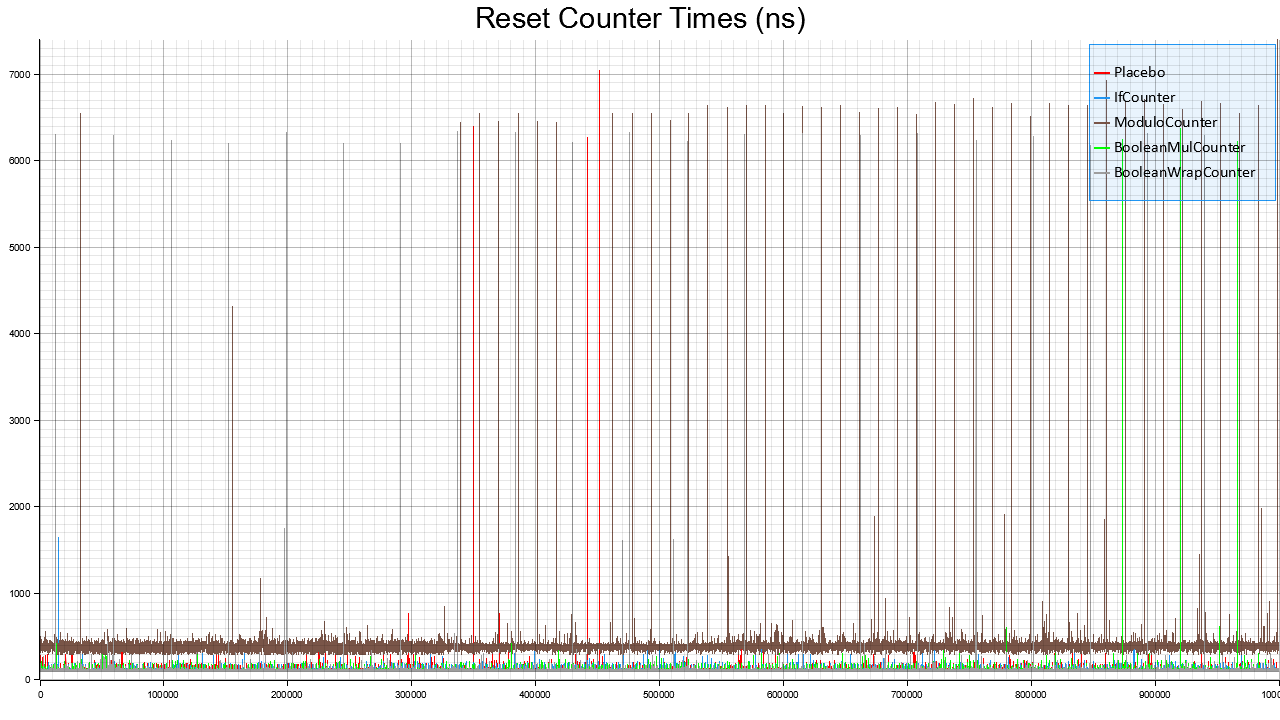 Reset Counter Times (ns)
7000
6000
5000
4000
3000
2000
1000
0
Placebo
IfCounter
ModuloCounter
BooleanMulCounter
BooleanWrapCounter
0 100000 200000 300000 400000 500000 600000 700000 800000 900000 10000